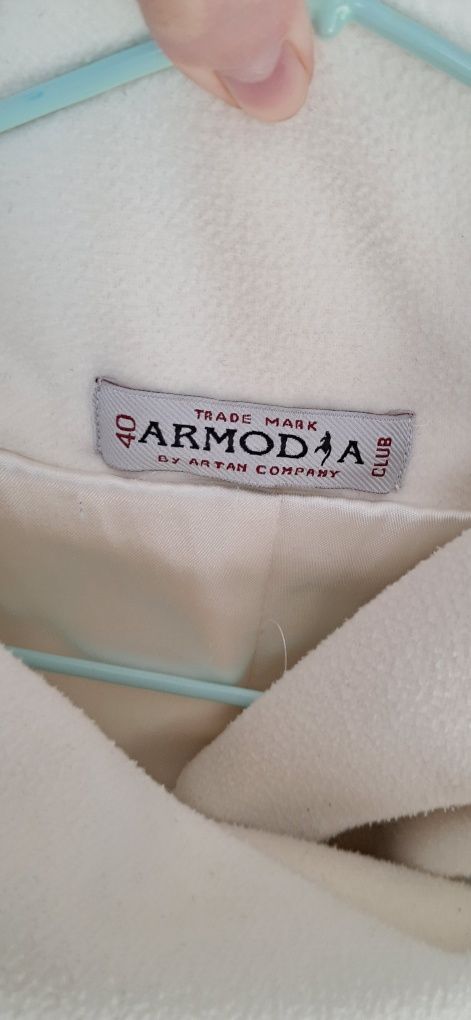 TRADE MARK
40
ARMODIA
CLUB
BY ARTAN COMPANY